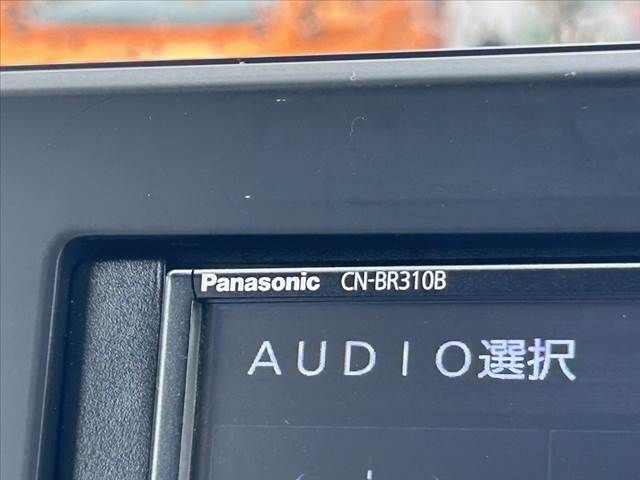 Panasonic CN-BR310B
ＡＵＤＩＯ選択